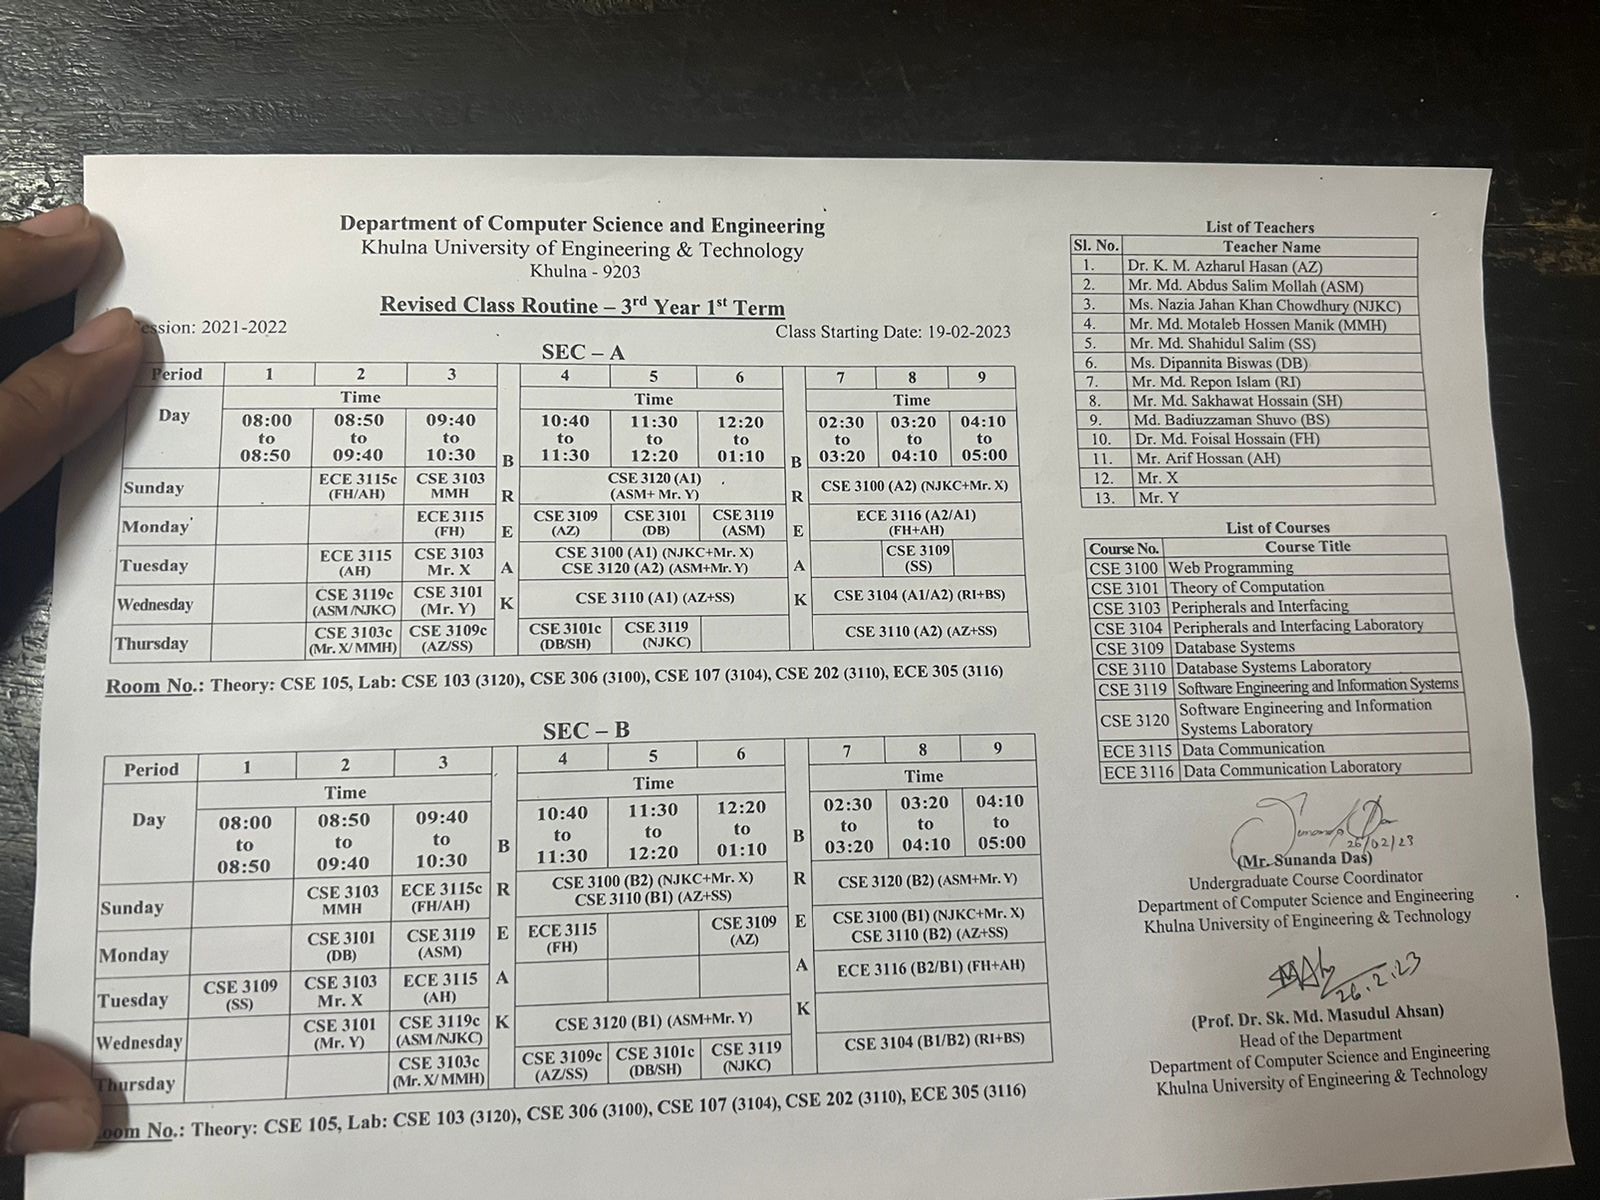 Department of Computer Science and Engineering
Khulna University of Engineering & Technology
Khulna - 9203
Revised Class Routine – 3rd Year 1st Term
ession: 2021-2022 Class Starting Date: 19-02-2023
SEC – A
Period 1 2 3 4 5 6 7 8 9
Time Time Time
Day
08:00 to 08:50 08:50 to 09:40 09:40 to 10:30 10:40 to 11:30 11:30 to 12:20 12:20 to 01:10 02:30 to 03:20 03:20 to 04:10 04:10 to 05:00
BREAK BREAK
Sunday ECE 3115c (FH/AH) CSE 3103 MMH CSE 3120 (A1) (ASM+ Mr. Y) CSE 3100 (A2) (NJKC+Mr. X)
Monday ECE 3115 (FH) CSE 3109 (AZ) CSE 3101 (DB) CSE 3119 (ASM) ECE 3116 (A2/A1) (FH+AH)
Tuesday ECE 3115 (AH) CSE 3103 Mr. X CSE 3100 (A1) (NJKC+Mr. X) CSE 3120 (A2) (ASM+Mr. Y) CSE 3109 (SS)
Wednesday CSE 3119c (ASM /NJKC) CSE 3101 (Mr. Y) CSE 3110 (A1) (AZ+SS) CSE 3104 (A1/A2) (RI+BS)
Thursday CSE 3103c (Mr. X/ MMH) CSE 3109c (AZ/SS) CSE 3101c (DB/SH) CSE 3119 (NJKC) CSE 3110 (A2) (AZ+SS)
Room No.: Theory: CSE 105, Lab: CSE 103 (3120), CSE 306 (3100), CSE 107 (3104), CSE 202 (3110), ECE 305 (3116)
SEC – B
Period 1 2 3 4 5 6 7 8 9
Time Time Time
Day
08:00 to 08:50 08:50 to 09:40 09:40 to 10:30 10:40 to 11:30 11:30 to 12:20 12:20 to 01:10 02:30 to 03:20 03:20 to 04:10 04:10 to 05:00
BREAK BREAK
Sunday CSE 3103 MMH ECE 3115c (FH/AH) CSE 3100 (B2) (NJKC+Mr. X) CSE 3110 (B1) (AZ+SS) CSE 3120 (B2) (ASM+Mr. Y)
Monday CSE 3101 (DB) CSE 3119 (ASM) ECE 3115 (FH) CSE 3109 (AZ) CSE 3100 (B1) (NJKC+Mr. X) CSE 3110 (B2) (AZ+SS)
Tuesday CSE 3109 (SS) CSE 3103 Mr. X ECE 3115 (AH) ECE 3116 (B2/B1) (FH+AH)
Wednesday CSE 3101 (Mr. Y) CSE 3119c (ASM /NJKC) CSE 3120 (B1) (ASM+Mr. Y)
Thursday CSE 3103c (Mr. X/ MMH) CSE 3109c (AZ/SS) CSE 3101c (DB/SH) CSE 3119 (NJKC) CSE 3104 (B1/B2) (RI+BS)
oom No.: Theory: CSE 105, Lab: CSE 103 (3120), CSE 306 (3100), CSE 107 (3104), CSE 202 (3110), ECE 305 (3116)
List of Teachers
Sl. No. Teacher Name
1. Dr. K. M. Azharul Hasan (AZ)
2. Mr. Md. Abdus Salim Mollah (ASM)
3. Ms. Nazia Jahan Khan Chowdhury (NJKC)
4. Mr. Md. Motaleb Hossen Manik (MMH)
5. Mr. Md. Shahidul Salim (SS)
6. Ms. Dipannita Biswas (DB)
7. Mr. Md. Repon Islam (RI)
8. Mr. Md. Sakhawat Hossain (SH)
9. Md. Badiuzzaman Shuvo (BS)
10. Dr. Md. Foisal Hossain (FH)
11. Mr. Arif Hossan (AH)
12. Mr. X
13. Mr. Y
List of Courses
Course No. Course Title
CSE 3100 Web Programming
CSE 3101 Theory of Computation
CSE 3103 Peripherals and Interfacing
CSE 3104 Peripherals and Interfacing Laboratory
CSE 3109 Database Systems
CSE 3110 Database Systems Laboratory
CSE 3119 Software Engineering and Information Systems
CSE 3120 Software Engineering and Information
Systems Laboratory
ECE 3115 Data Communication
ECE 3116 Data Communication Laboratory
26/02/23
(Mr. Sunanda Das)
Undergraduate Course Coordinator
Department of Computer Science and Engineering
Khulna University of Engineering & Technology
26.2.23
(Prof. Dr. Sk. Md. Masudul Ahsan)
Head of the Department
Department of Computer Science and Engineering
Khulna University of Engineering & Technology